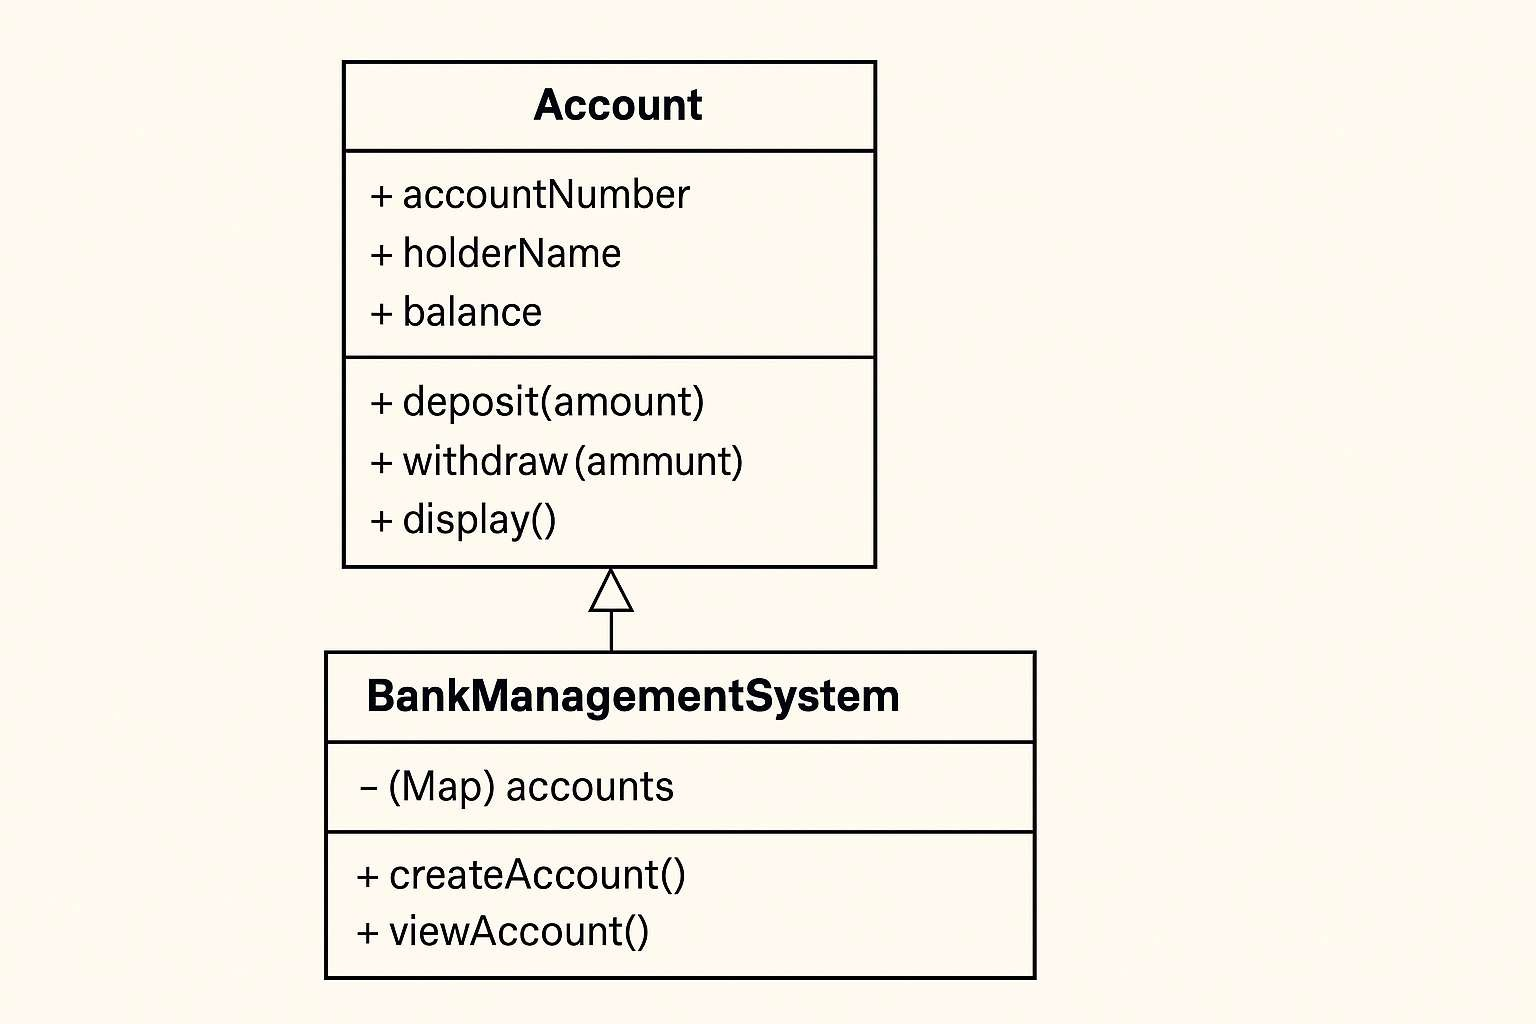 Account
+ accountNumber
+ holderName
+ balance
+ deposit(amount)
+ withdraw(ammunt)
+ display()
BankManagementSystem
– (Map) accounts
+ createAccount()
+ viewAccount()